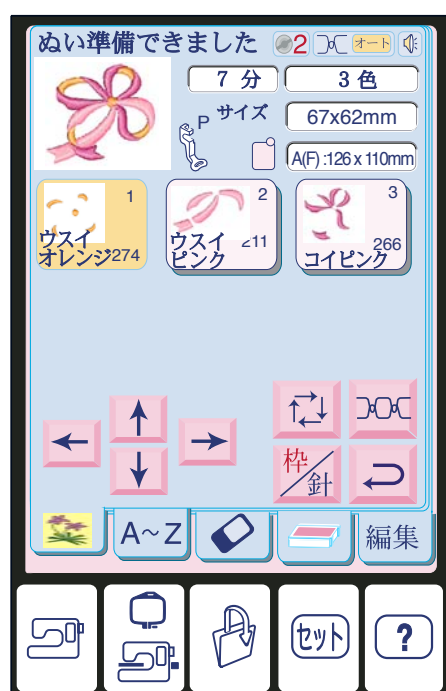 ぬい準備できました 2 オート
7 分 3 色
P サイズ 67x62mm
A(F) :126 x 110mm
1
ウスイ
オレンジ274
2
ウスイ 211
ピンク
3
266
コイピンク
枠/針
A~Z 編集
セット ?